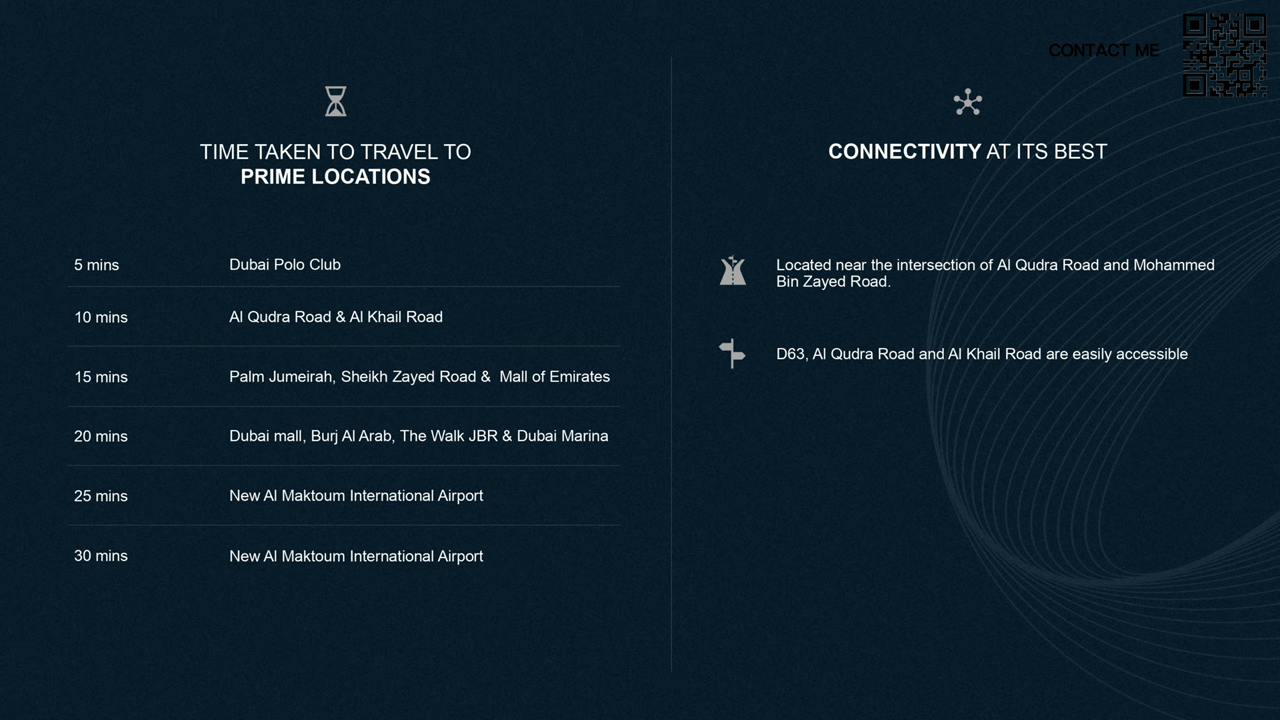 CONTACT ME
TIME TAKEN TO TRAVEL TO
PRIME LOCATIONS
5 mins Dubai Polo Club
10 mins Al Qudra Road & Al Khail Road
15 mins Palm Jumeirah, Sheikh Zayed Road & Mall of Emirates
20 mins Dubai mall, Burj Al Arab, The Walk JBR & Dubai Marina
25 mins New Al Maktoum International Airport
30 mins New Al Maktoum International Airport
CONNECTIVITY AT ITS BEST
Located near the intersection of Al Qudra Road and Mohammed
Bin Zayed Road.
D63, Al Qudra Road and Al Khail Road are easily accessible